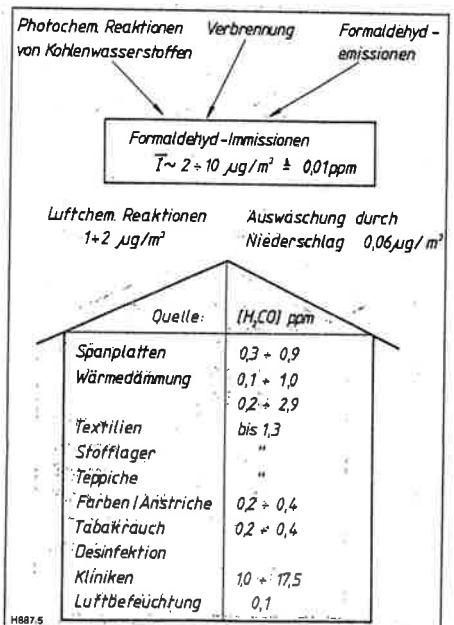 Photochem. Reaktionen Verbrennung Formaldehyd-
von Kohlenwasserstoffen emissionen
Formaldehyd-Immissionen
I ~ 2 ÷ 10 µg/m³ ≙ 0,01ppm
Luftchem. Reaktionen Auswaschung durch
1÷2 µg/m³ Niederschlag 0,06µg/m³
Quelle: [H₂CO] ppm
Spanplatten 0,3 ÷ 0,9
Wärmedämmung 0,1 ÷ 1,0
0,2 ÷ 2,9
Textilien bis 1,3
Stofflager "
Teppiche "
Farben/Anstriche 0,2 ÷ 0,4
Tabakrauch 0,2 ÷ 0,4
Desinfektion
Kliniken 1,0 ÷ 17,5
Luftbefeuchtung 0,1
H887.5